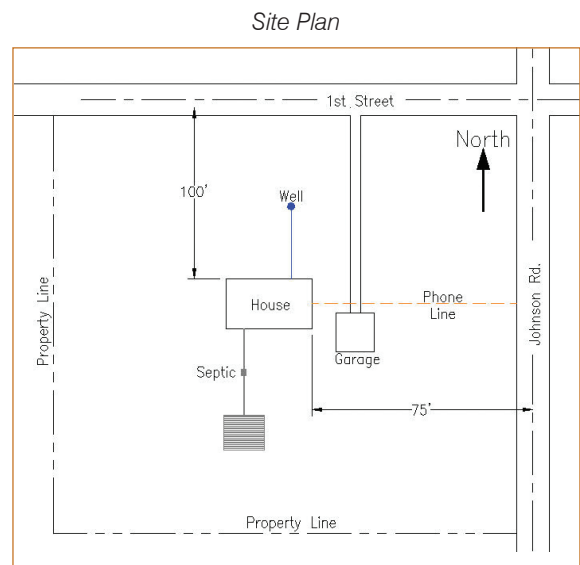 Site Plan
1st Street
North
100'
Well
House
Phone
Line
Property Line
Johnson Rd.
Garage
Septic
75'
Property Line